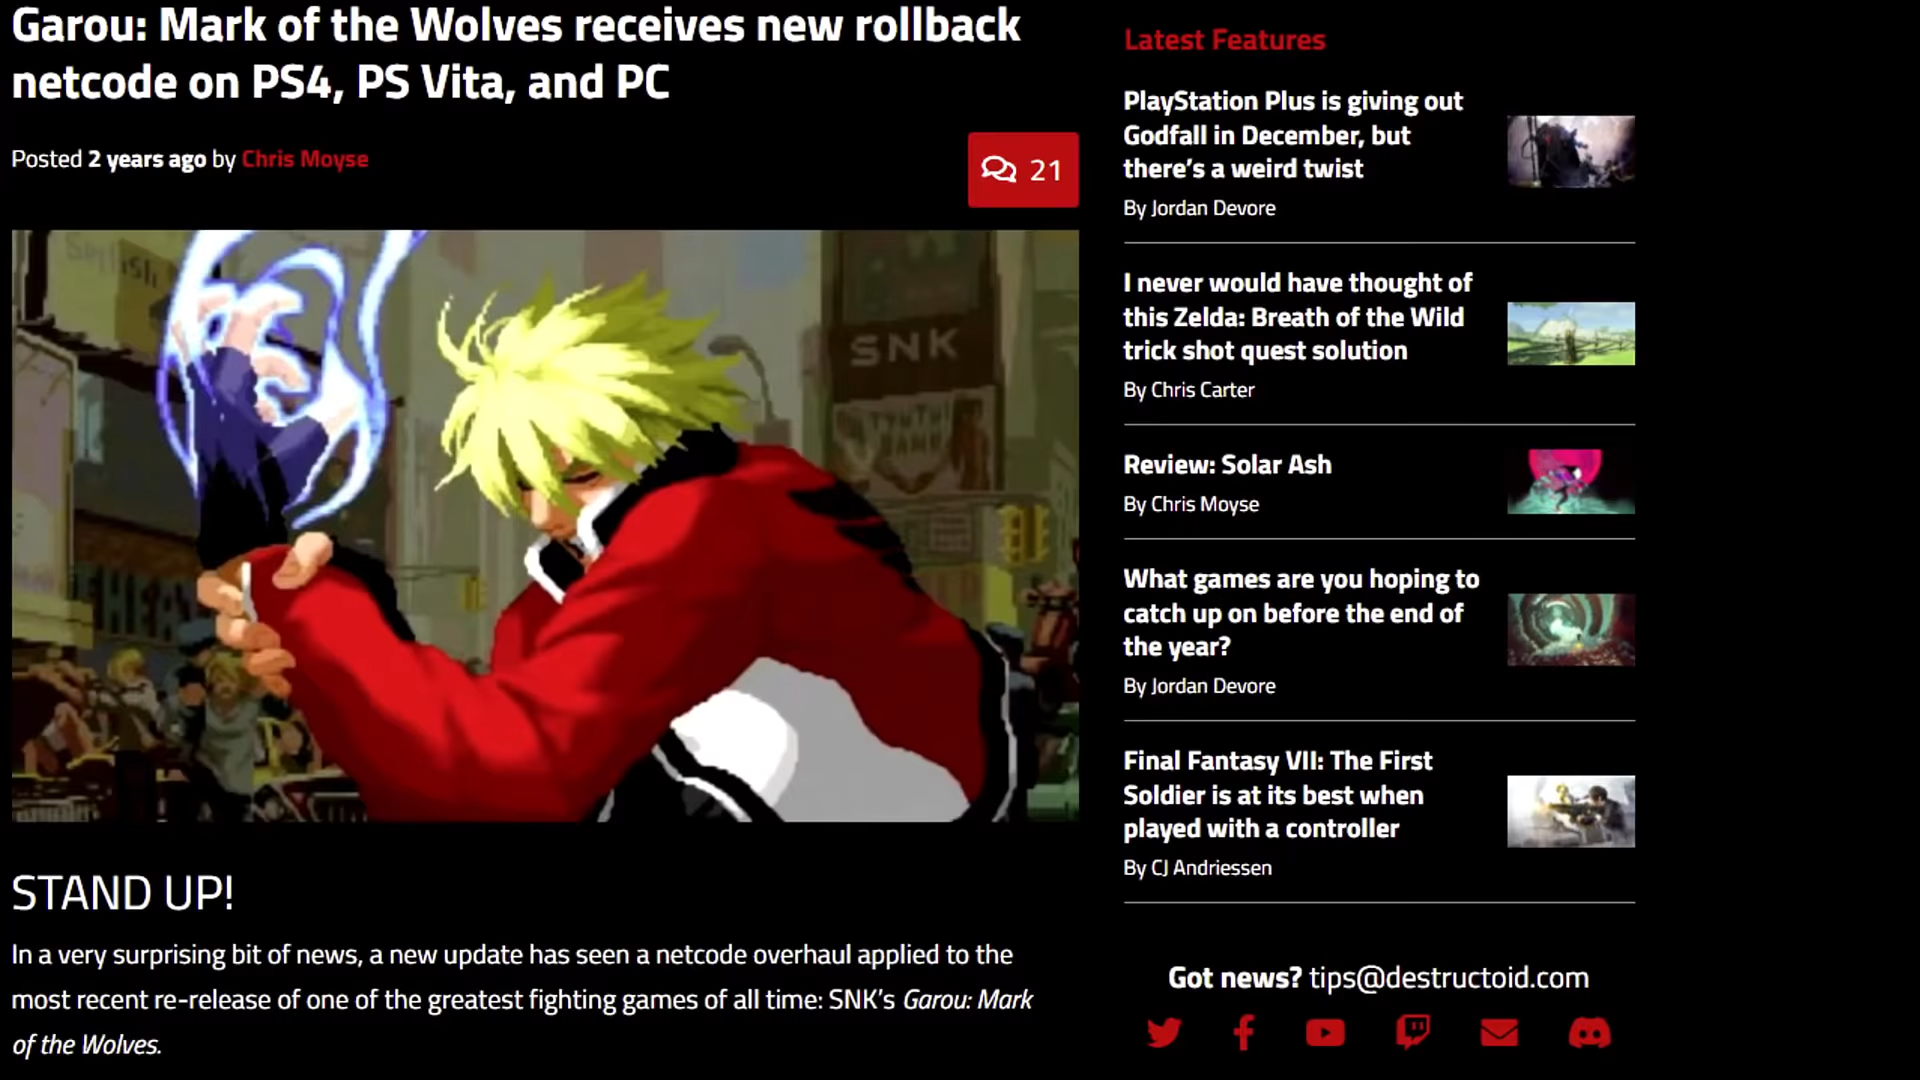 Garou: Mark of the Wolves receives new rollback
netcode on PS4, PS Vita, and PC
Posted 2 years ago by Chris Moyse
21
SNK
STAND UP!
In a very surprising bit of news, a new update has seen a netcode overhaul applied to the
most recent re-release of one of the greatest fighting games of all time: SNK’s Garou: Mark
of the Wolves.
Latest Features
PlayStation Plus is giving out
Godfall in December, but
there’s a weird twist
By Jordan Devore
I never would have thought of
this Zelda: Breath of the Wild
trick shot quest solution
By Chris Carter
Review: Solar Ash
By Chris Moyse
What games are you hoping to
catch up on before the end of
the year?
By Jordan Devore
Final Fantasy VII: The First
Soldier is at its best when
played with a controller
By CJ Andriessen
Got news? tips@destructoid.com